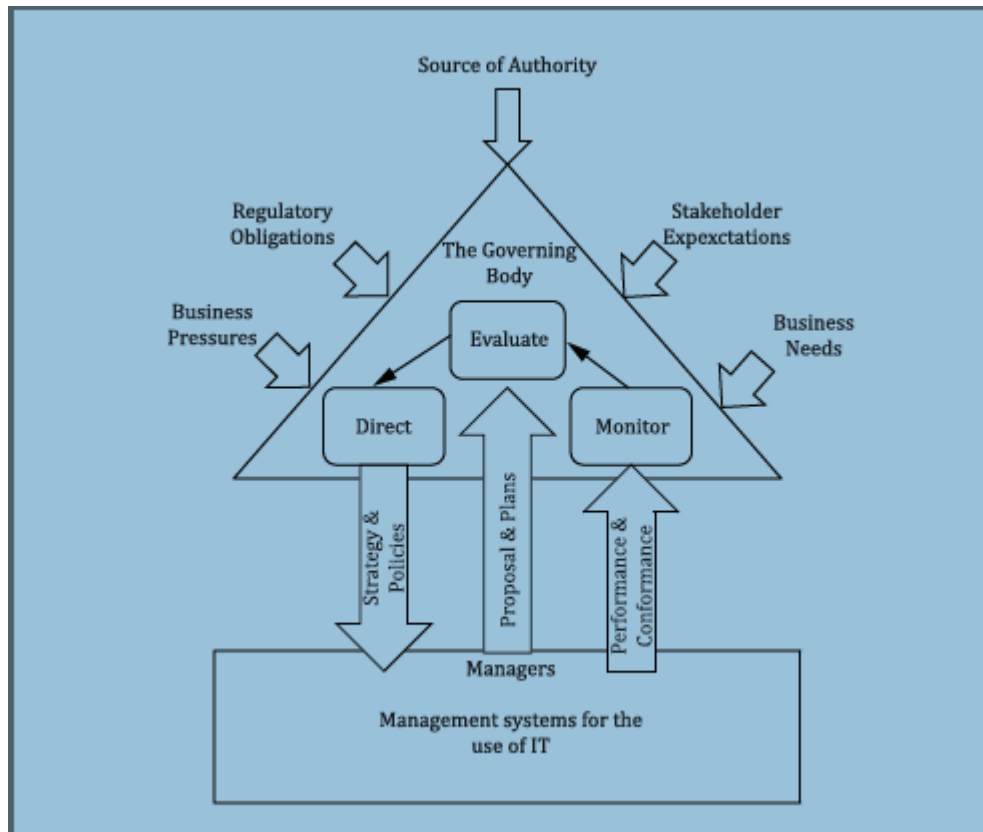 Source of Authority
Regulatory
Obligations
Stakeholder
Expexctations
The Governing
Body
Business
Pressures
Business
Needs
Evaluate
Direct
Monitor
Strategy &
Policies
Proposal & Plans
Performance &
Conformance
Managers
Management systems for the
use of IT